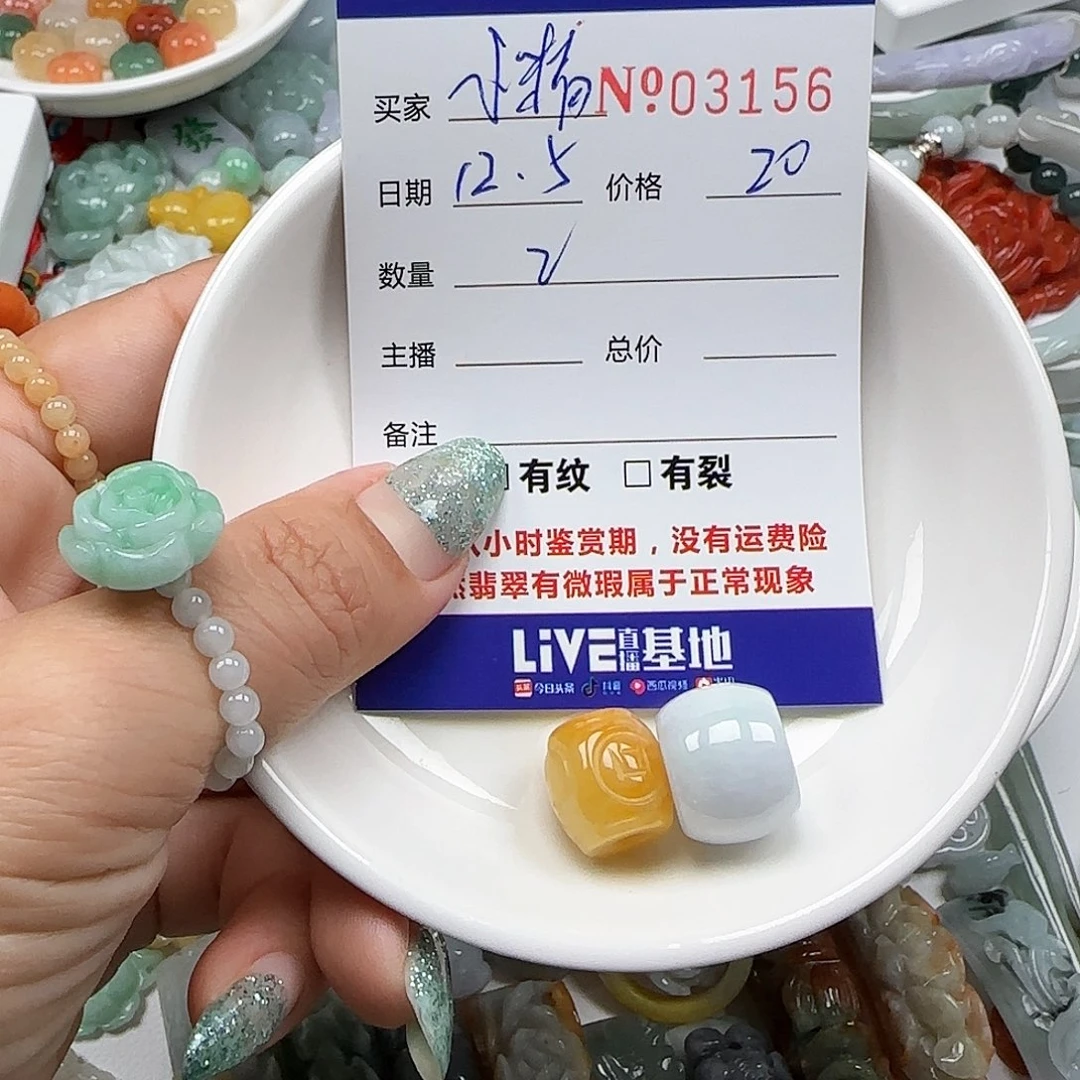 买家 No 03156
日期 12.5 价格 20
数量 2
主播 总价
备注
有纹 □有裂
小时鉴赏期，没有运费险
翡翠有微瑕属于正常现象
LiVE直播基地
今日头条 抖音 西瓜视频